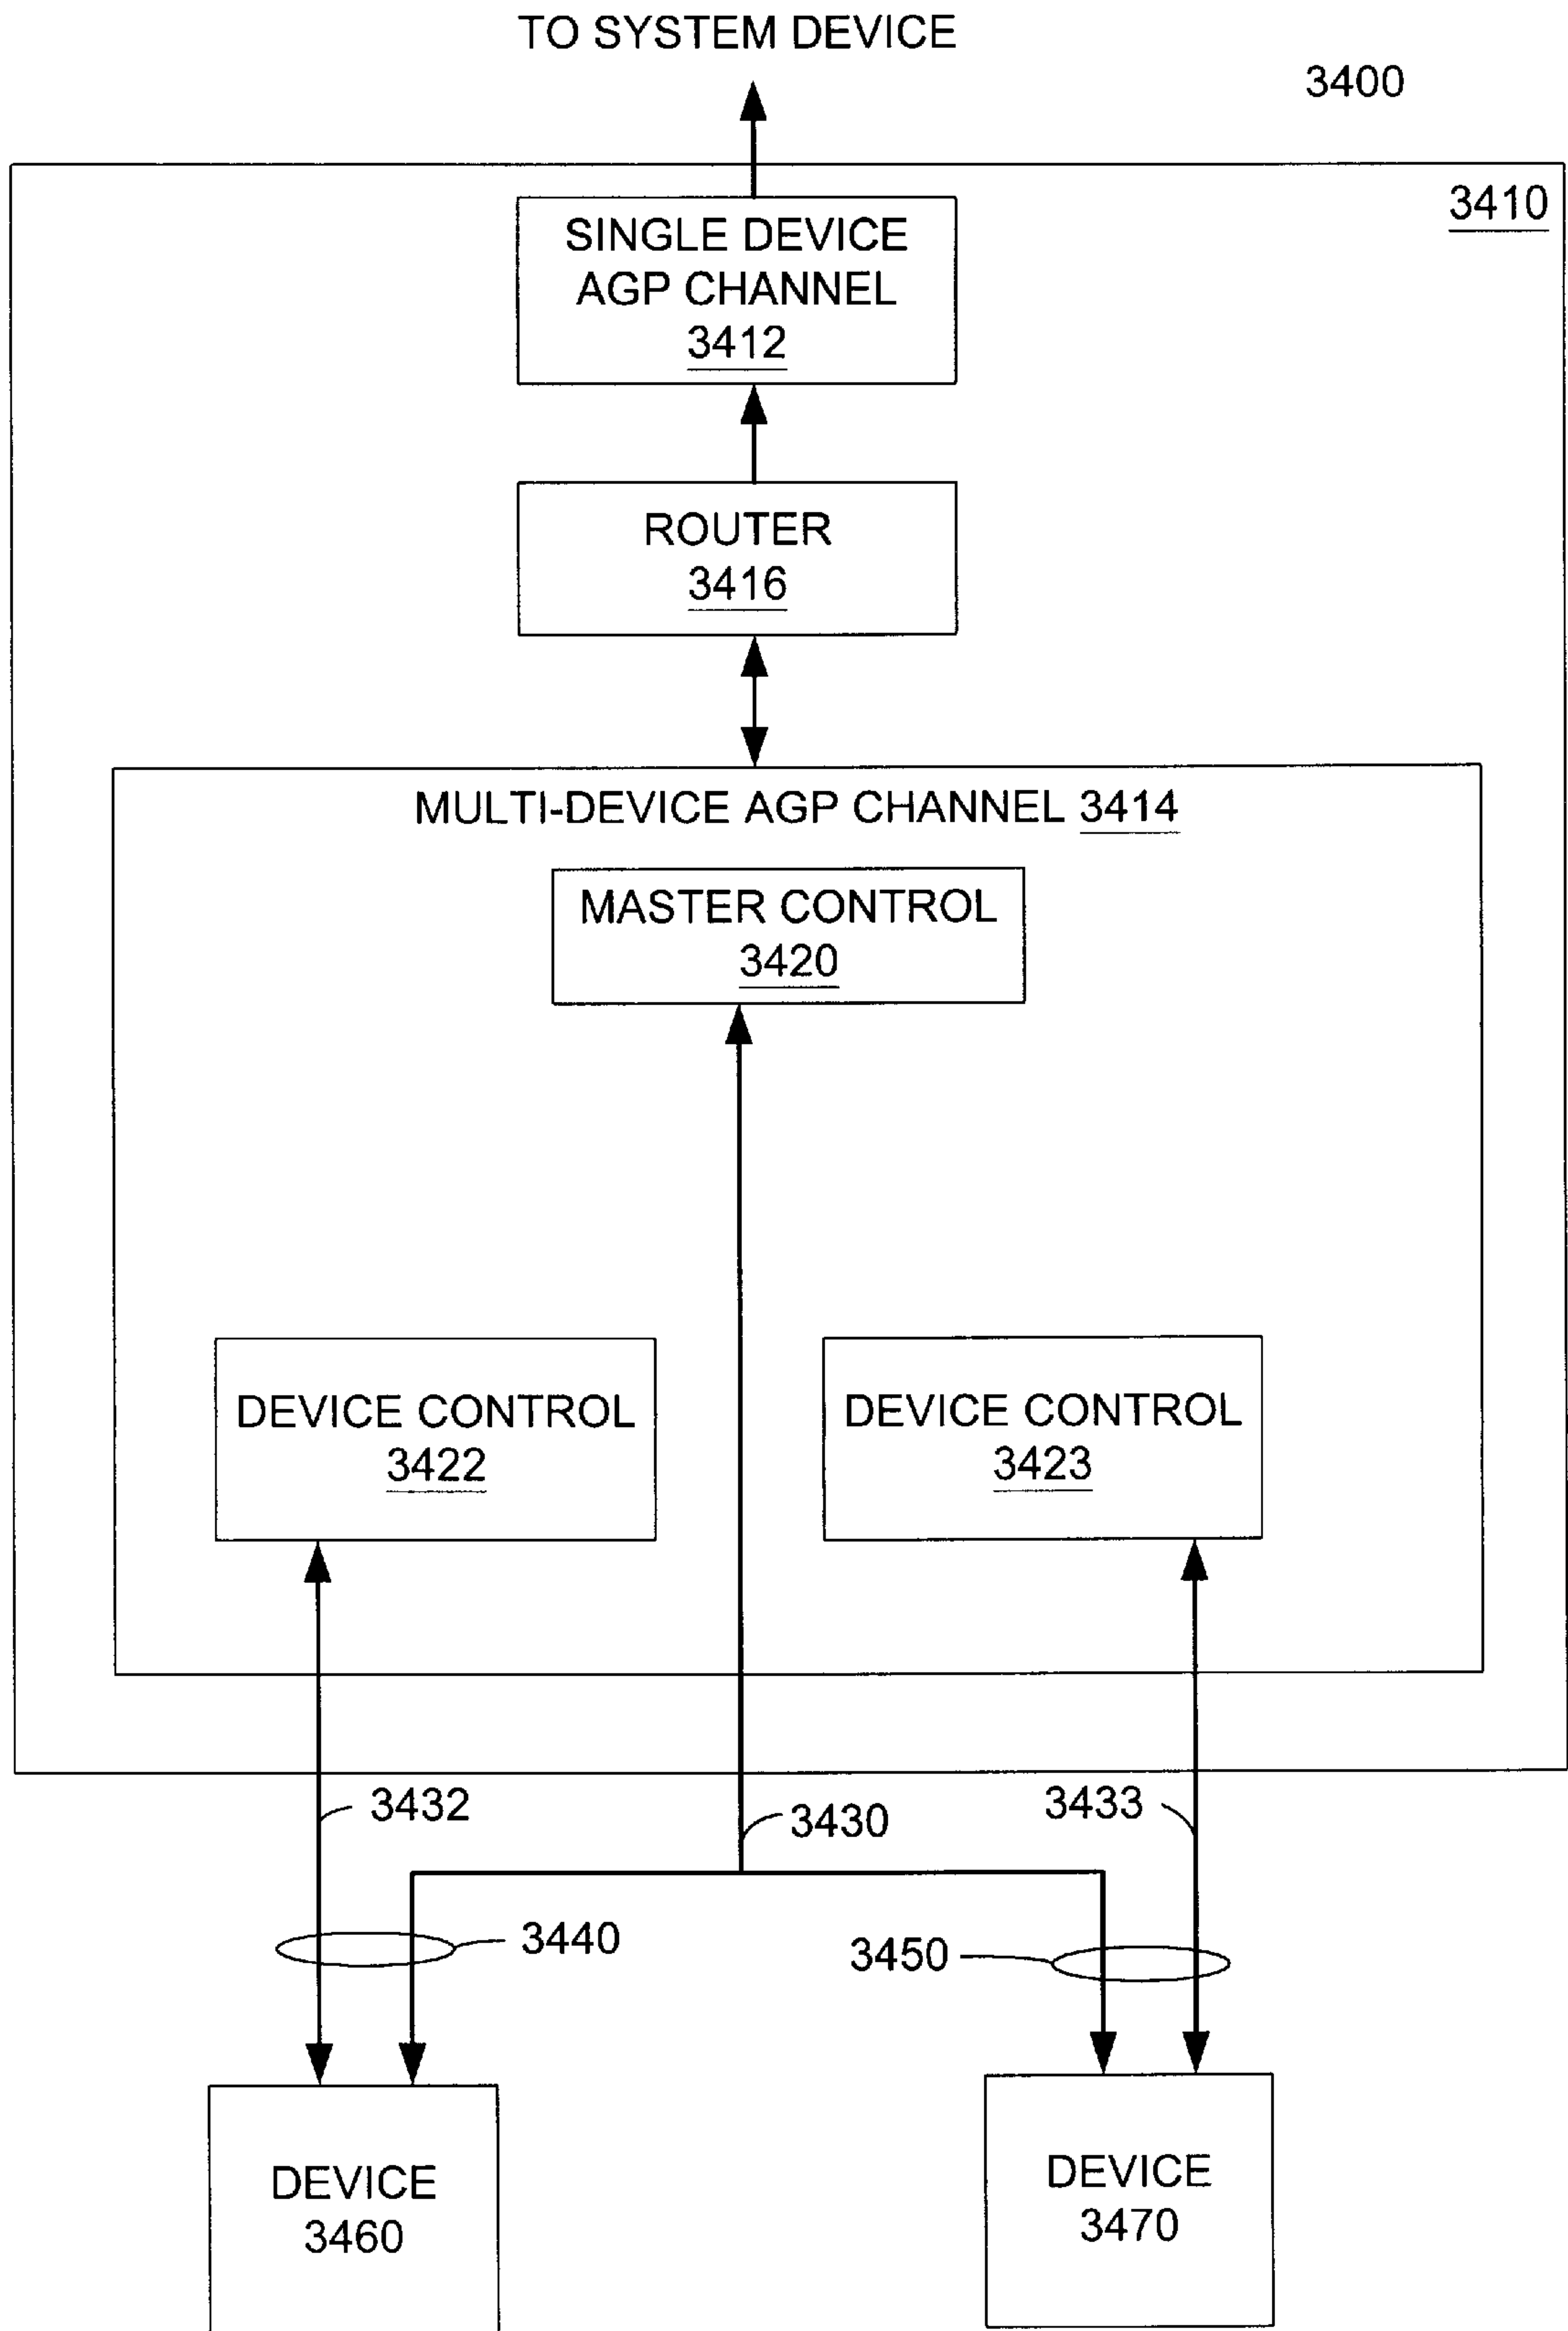 TO SYSTEM DEVICE
3400
3410
SINGLE DEVICE
AGP CHANNEL
3412
ROUTER
3416
MULTI-DEVICE AGP CHANNEL 3414
MASTER CONTROL
3420
DEVICE CONTROL
3422
DEVICE CONTROL
3423
3432
3430
3433
3440
3450
DEVICE
3460
DEVICE
3470